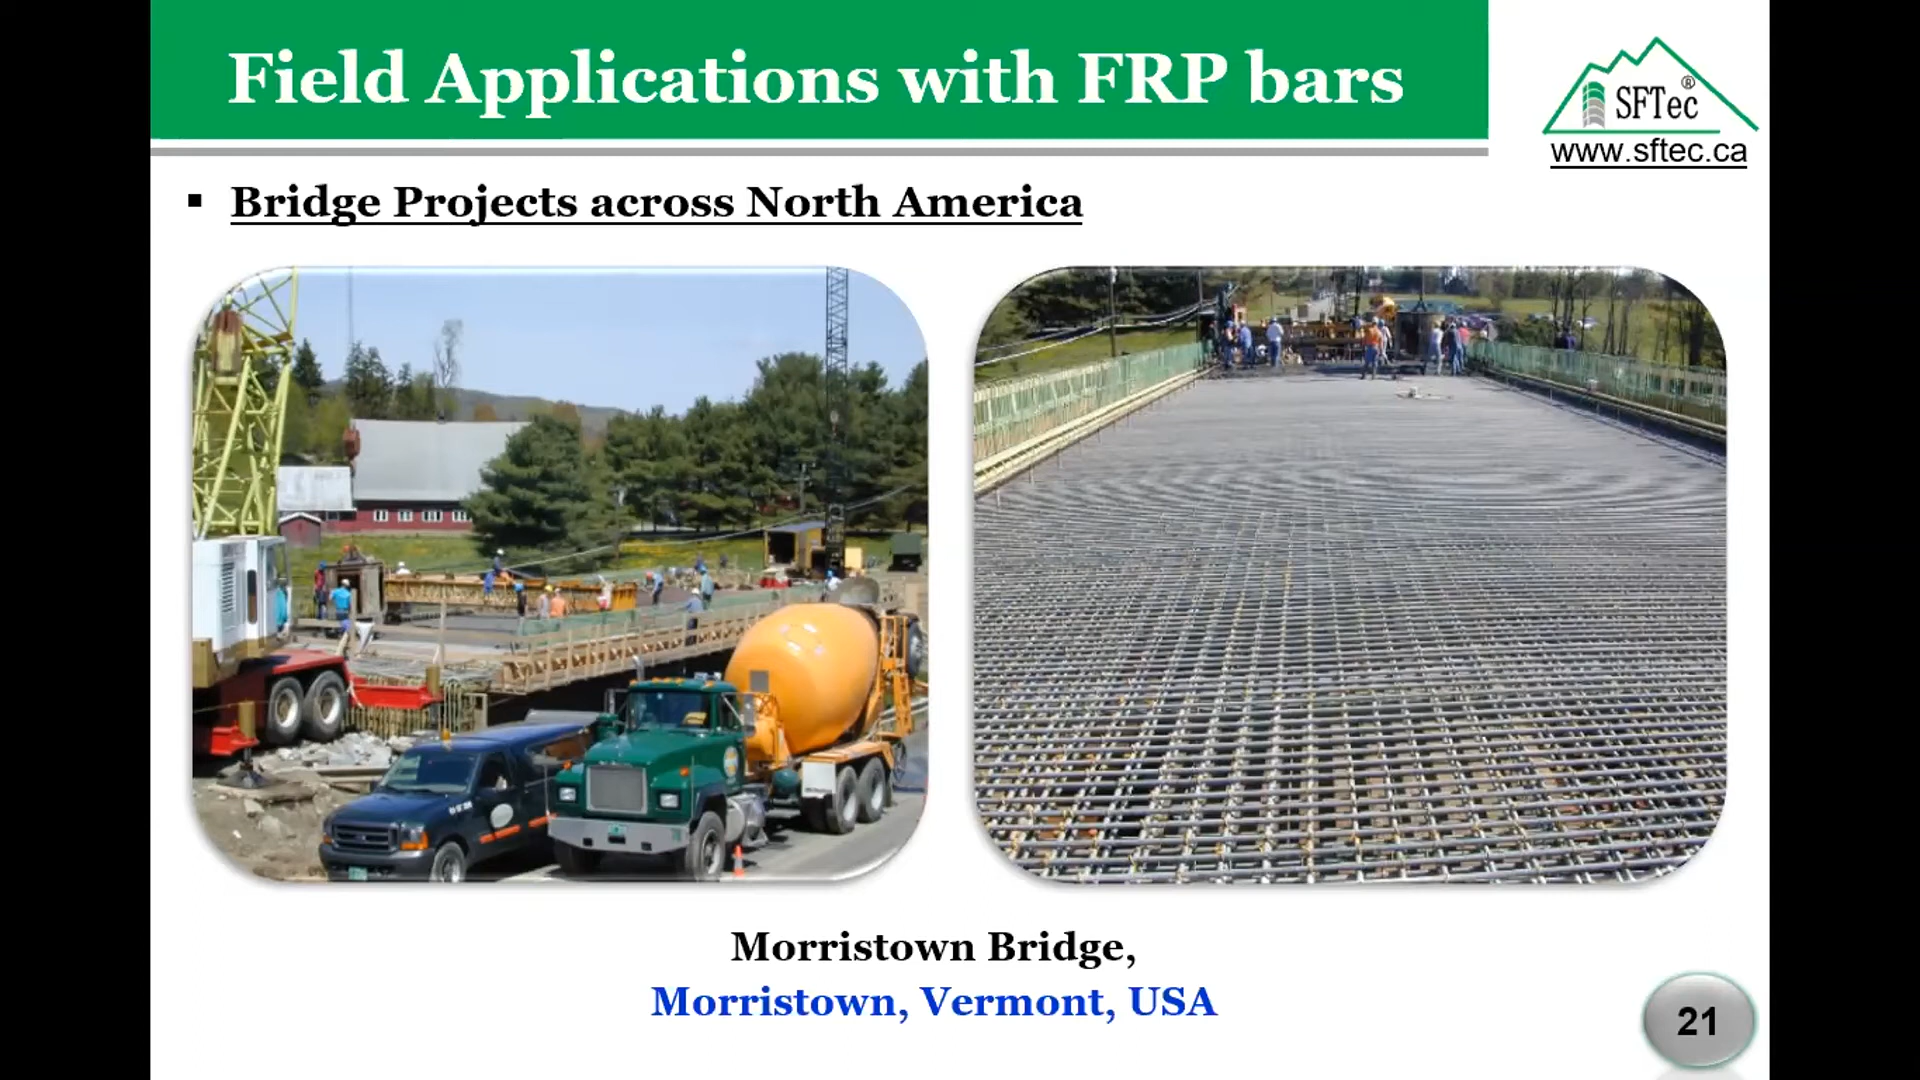 Field Applications with FRP bars
SFTec®
www.sftec.ca
▪ Bridge Projects across North America
Morristown Bridge,
Morristown, Vermont, USA
21